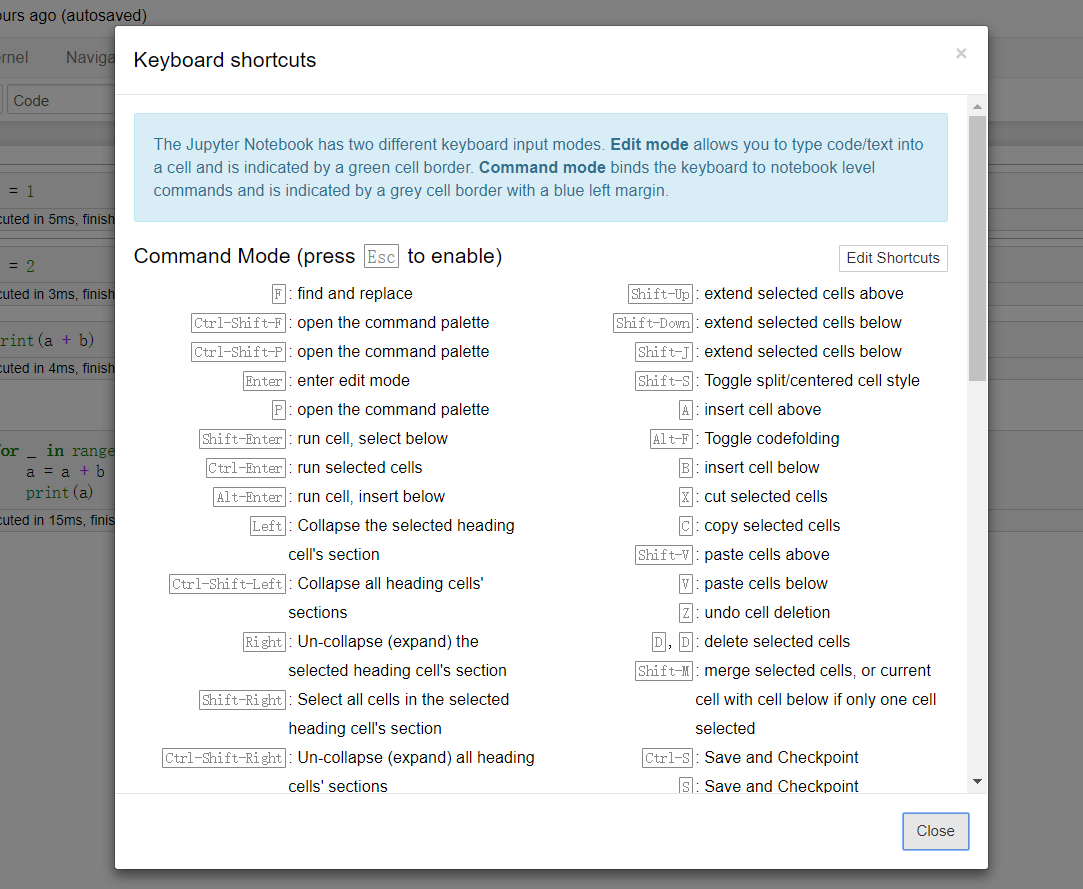 ours ago (autosaved)
Keyboard shortcuts
×
rnel Naviga
Code
The Jupyter Notebook has two different keyboard input modes. Edit mode allows you to type code/text into
a cell and is indicated by a green cell border. Command mode binds the keyboard to notebook level
commands and is indicated by a grey cell border with a blue left margin.
= 1
cuted in 5ms, finish
= 2
cuted in 3ms, finish
rint(a + b)
cuted in 4ms, finish
or _ in range
a = a + b
print(a)
cuted in 15ms, finis
Command Mode (press Esc to enable)
Edit Shortcuts
F : find and replace
Ctrl-Shift-F : open the command palette
Ctrl-Shift-P : open the command palette
Enter : enter edit mode
P : open the command palette
Shift-Enter : run cell, select below
Ctrl-Enter : run selected cells
Alt-Enter : run cell, insert below
Left : Collapse the selected heading
cell's section
Ctrl-Shift-Left : Collapse all heading cells'
sections
Right : Un-collapse (expand) the
selected heading cell's section
Shift-Right : Select all cells in the selected
heading cell's section
Ctrl-Shift-Right : Un-collapse (expand) all heading
cells' sections
Shift-Up : extend selected cells above
Shift-Down : extend selected cells below
Shift-J : extend selected cells below
Shift-S : Toggle split/centered cell style
A : insert cell above
Alt-F : Toggle codefolding
B : insert cell below
X : cut selected cells
C : copy selected cells
Shift-V : paste cells above
V : paste cells below
Z : undo cell deletion
D, D : delete selected cells
Shift-M : merge selected cells, or current
cell with cell below if only one cell
selected
Ctrl-S : Save and Checkpoint
S : Save and Checkpoint
Close